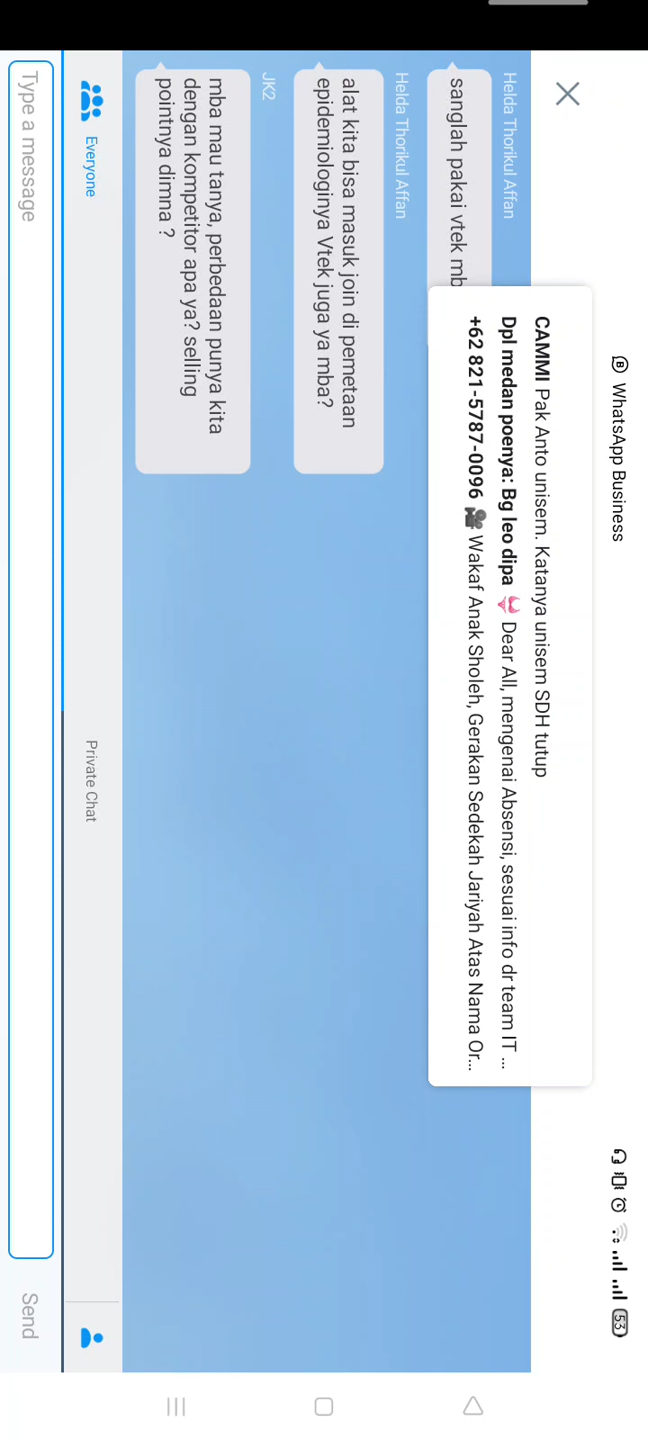 WhatsApp Business
53
CAMMI Pak Anto unisem. Katanya unisem SDH tutup
Dpl medan poenya: Bg leo dipa 👙 Dear All, mengenai Absensi, sesuai info dr team IT ...
+62 821-5787-0096 🎥 Wakaf Anak Sholeh, Gerakan Sedekah Jariyah Atas Nama Or...
Helda Thorikul Affan
sanglah pakai vtek mb
Helda Thorikul Affan
alat kita bisa masuk join di pemetaan
epidemiologinya Vtek juga ya mba?
JK2
mba mau tanya, perbedaan punya kita
dengan kompetitor apa ya? selling
pointnya dimna ?
Everyone
Private Chat
Type a message
Send